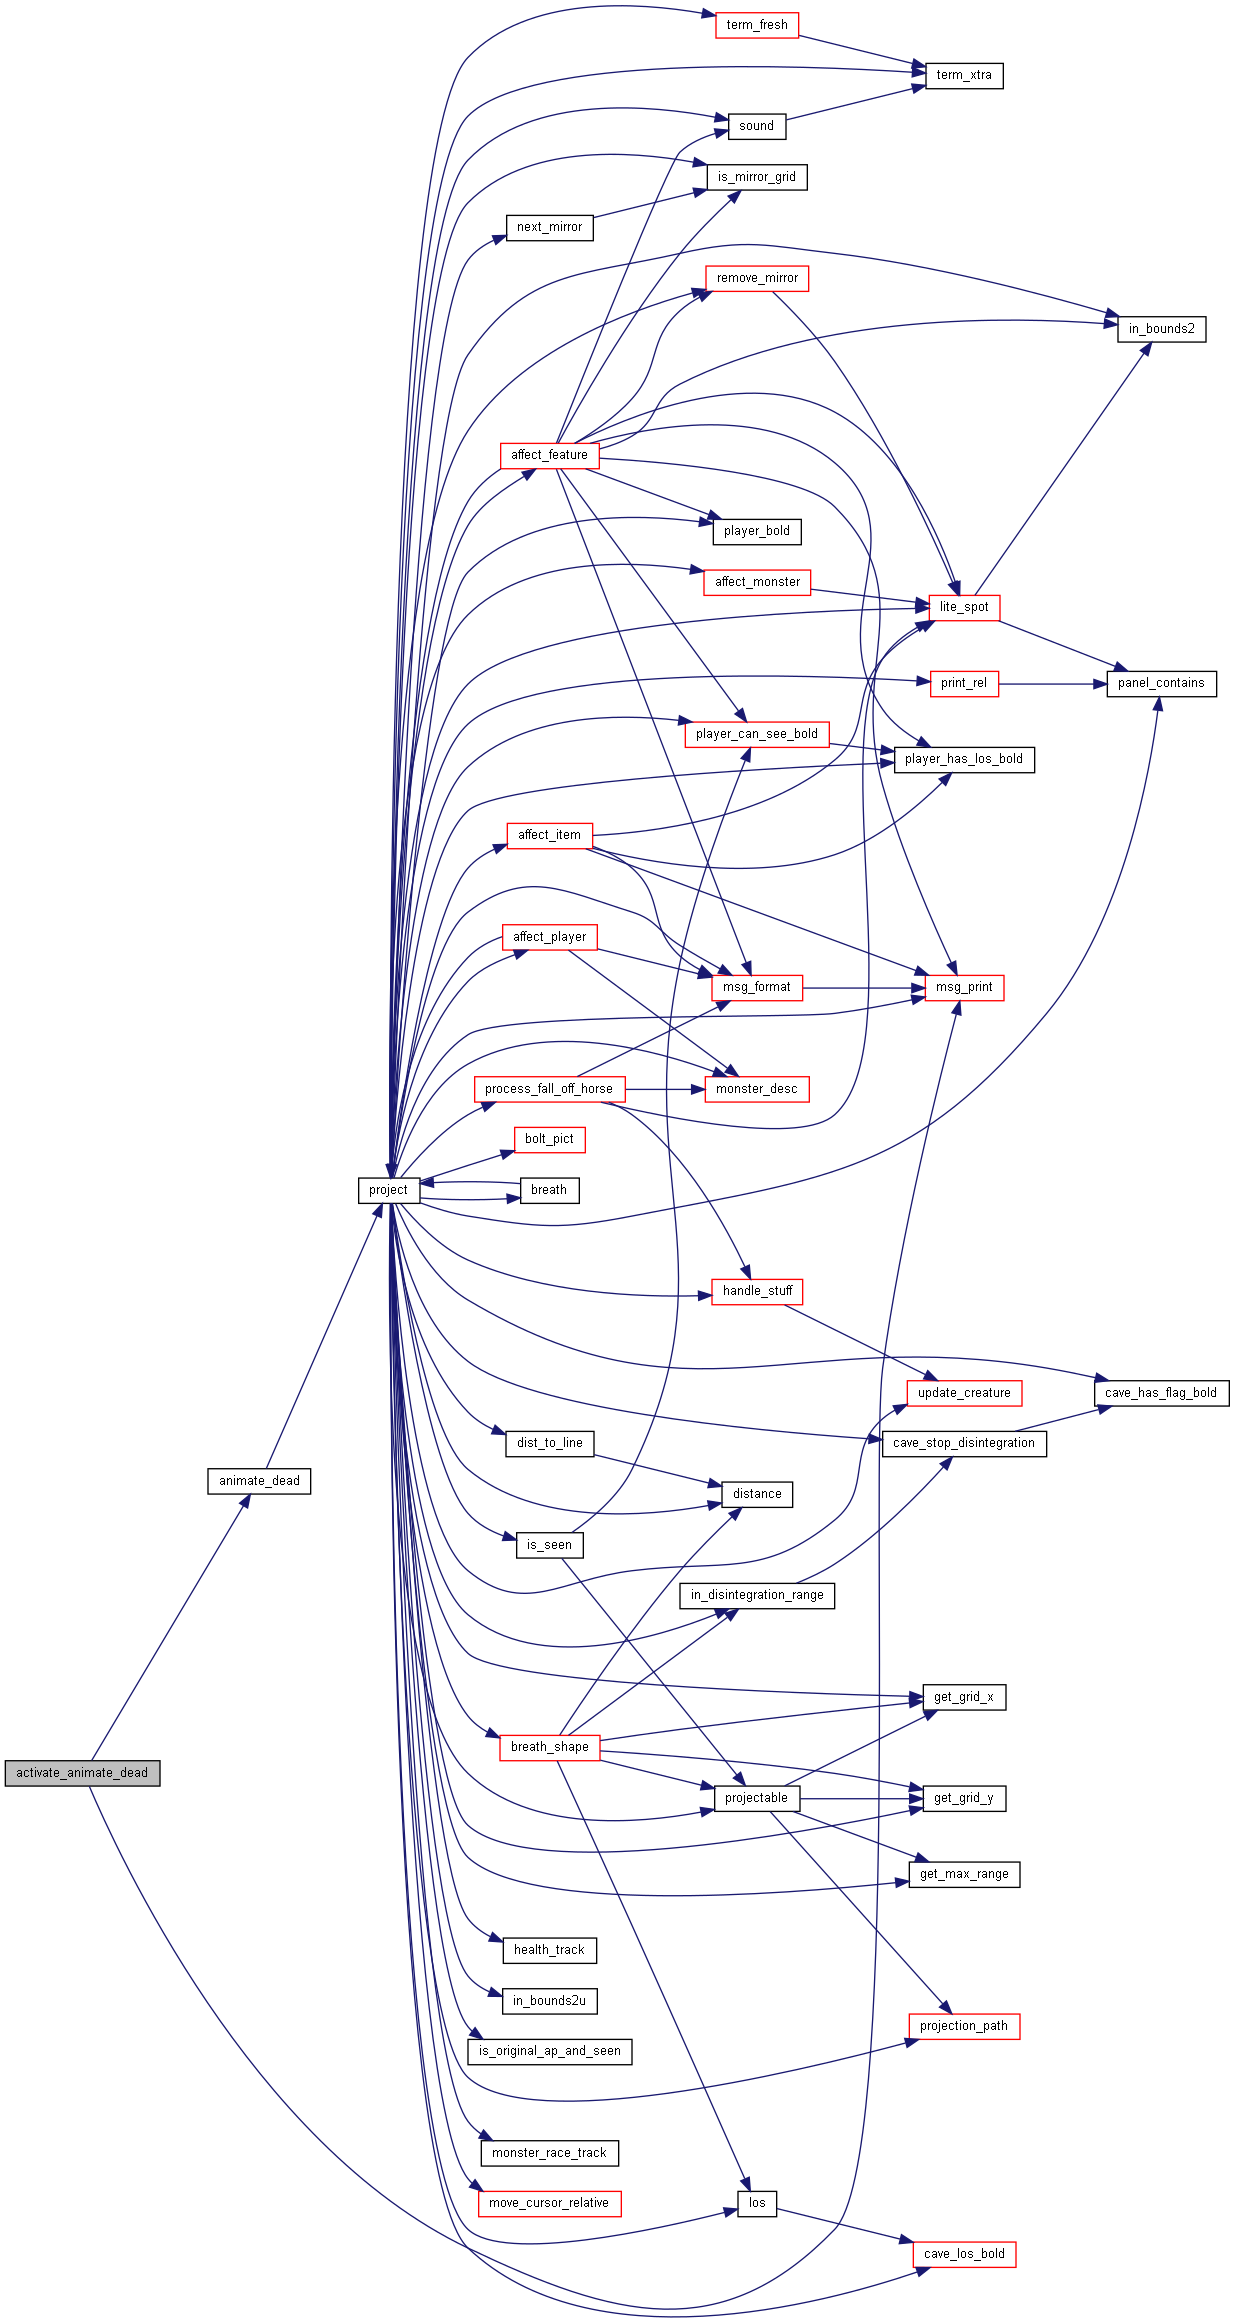 term_fresh
term_xtra
sound
is_mirror_grid
next_mirror
remove_mirror
in_bounds2
affect_feature
player_bold
affect_monster
lite_spot
print_rel
panel_contains
player_can_see_bold
player_has_los_bold
affect_item
affect_player
msg_format
msg_print
process_fall_off_horse
monster_desc
bolt_pict
project
breath
handle_stuff
update_creature
cave_has_flag_bold
dist_to_line
cave_stop_disintegration
animate_dead
distance
is_seen
in_disintegration_range
get_grid_x
breath_shape
activate_animate_dead
projectable
get_grid_y
get_max_range
health_track
in_bounds2u
projection_path
is_original_ap_and_seen
monster_race_track
move_cursor_relative
los
cave_los_bold